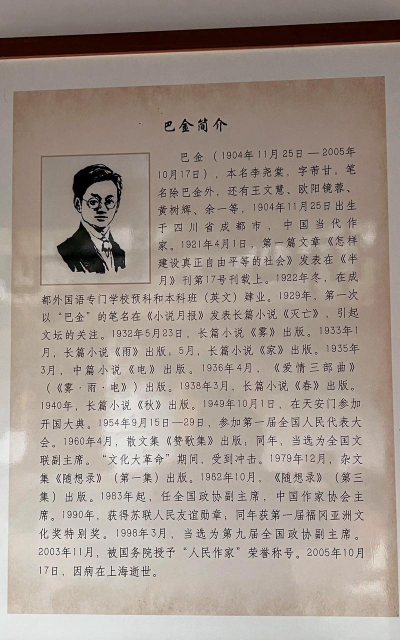 巴金简介
巴金（1904年11月25日—2005年
10月17日），本名李尧棠，字芾甘。笔
名除巴金外，还有王文慧、欧阳镜蓉、
黄树辉、余一等，1904年11月25日出生
于四川省成都市，中国当代作
家。1921年4月1日，第一篇文章《怎样
建设真正自由平等的社会》发表在《半
月》刊第17号刊载上。1922年冬，在成
都外国语专门学校预科和本科班（英文）肄业。1929年，第一次
以“巴金”的笔名在《小说月报》发表长篇小说《灭亡》，引起
文坛的关注。1932年5月23日，长篇小说《雾》出版。1933年1
月，长篇小说《雨》出版；5月，长篇小说《家》出版。1935年
3月，中篇小说《电》出版。1936年4月，《爱情三部曲》
（《雾·雨·电》）出版。1938年3月，长篇小说《春》出版。
1940年，长篇小说《秋》出版。1949年10月1日，在天安门参加
开国大典。1954年9月15日—29日，参加第一届全国人民代表大
会。1960年4月，散文集《赞歌集》出版；同年，当选为全国文
联副主席。“文化大革命”期间，受到冲击。1979年12月，杂文
集《随想录》（第一集）出版。1982年10月，《随想录》（第三
集）出版。1983年起，任全国政协副主席，中国作家协会主
席。1990年，获得苏联人民友谊勋章；同年获第一届福冈亚洲文
化奖特别奖。1998年3月，当选为第九届全国政协副主席。
2003年11月，被国务院授予“人民作家”荣誉称号。2005年10月
17日，因病在上海逝世。